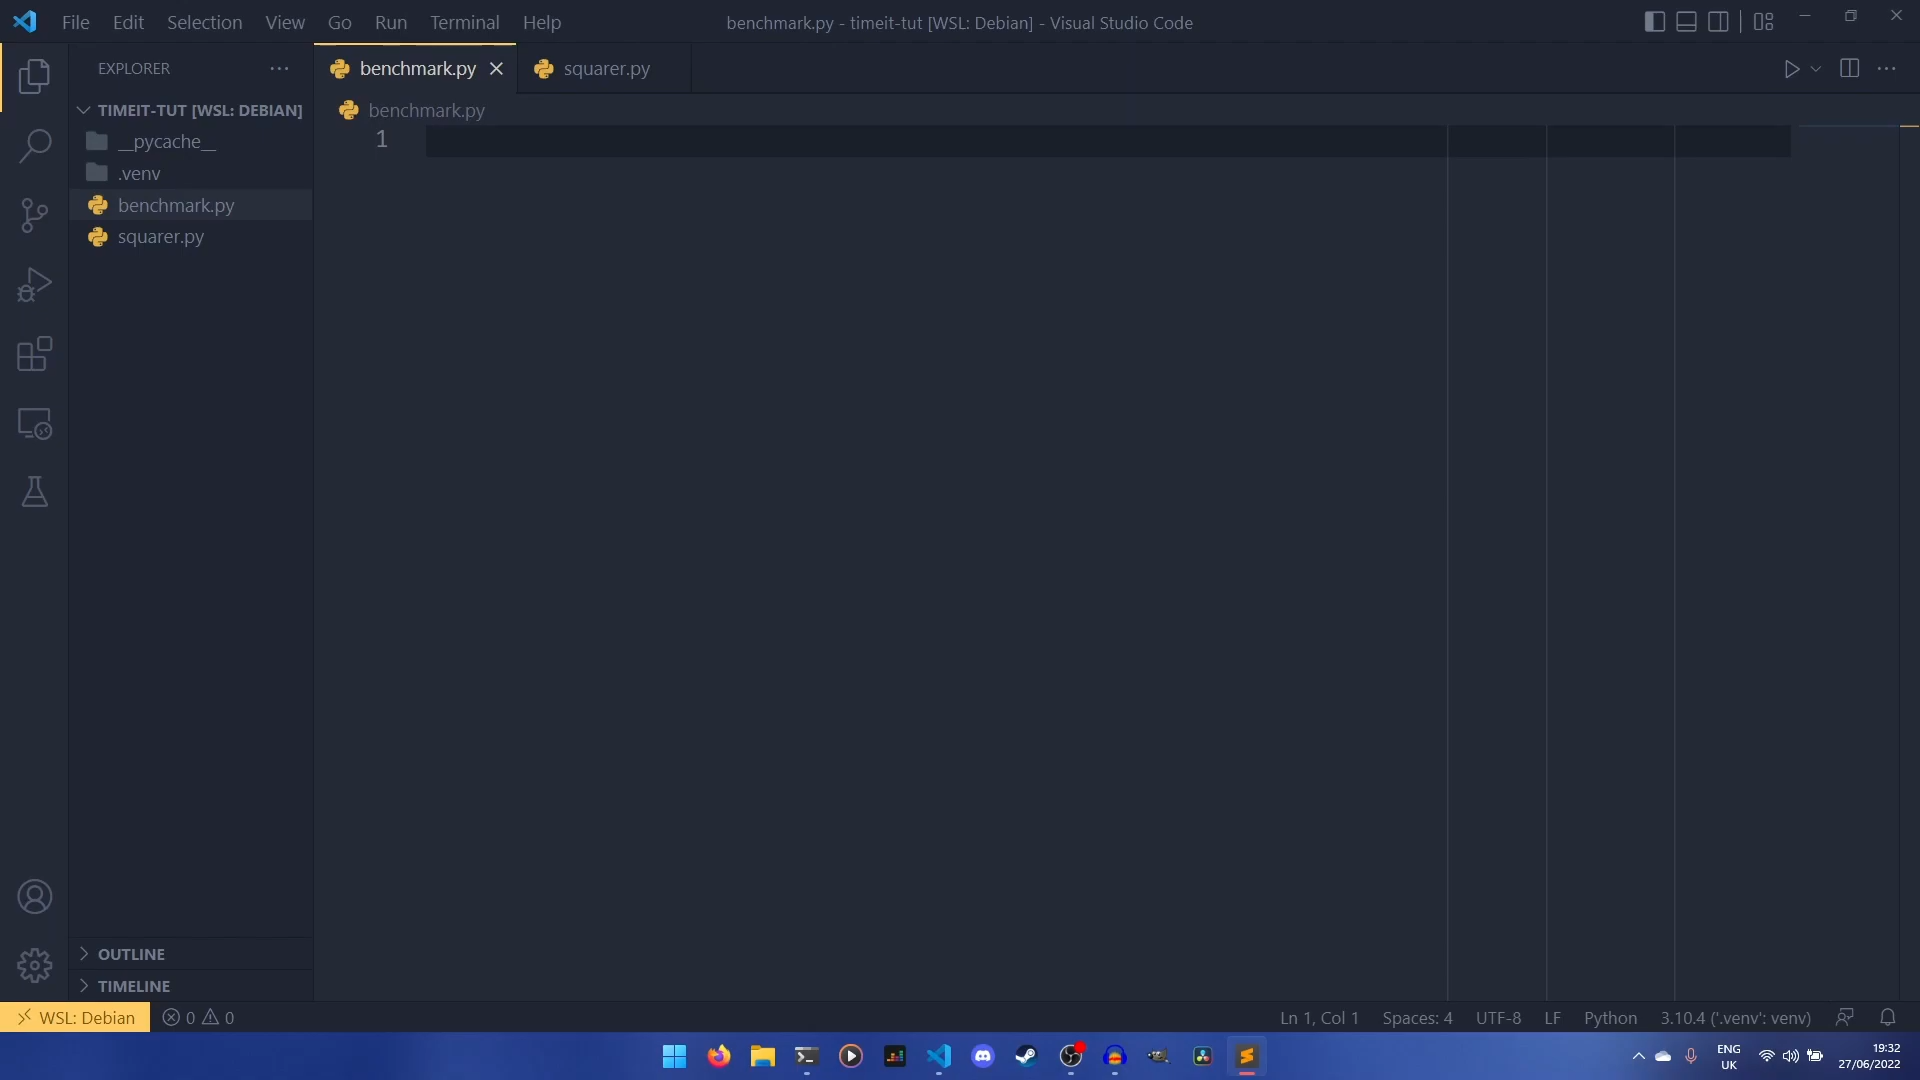 File Edit Selection View Go Run Terminal Help
benchmark.py - timeit-tut [WSL: Debian] - Visual Studio Code
EXPLORER
benchmark.py
squarer.py
TIMEIT-TUT [WSL: DEBIAN]
benchmark.py
__pycache__
1
.venv
benchmark.py
squarer.py
OUTLINE
TIMELINE
WSL: Debian
0
0
Ln 1, Col 1
Spaces: 4
UTF-8
LF
Python
3.10.4 ('.venv': venv)
ENG
UK
19:32
27/06/2022